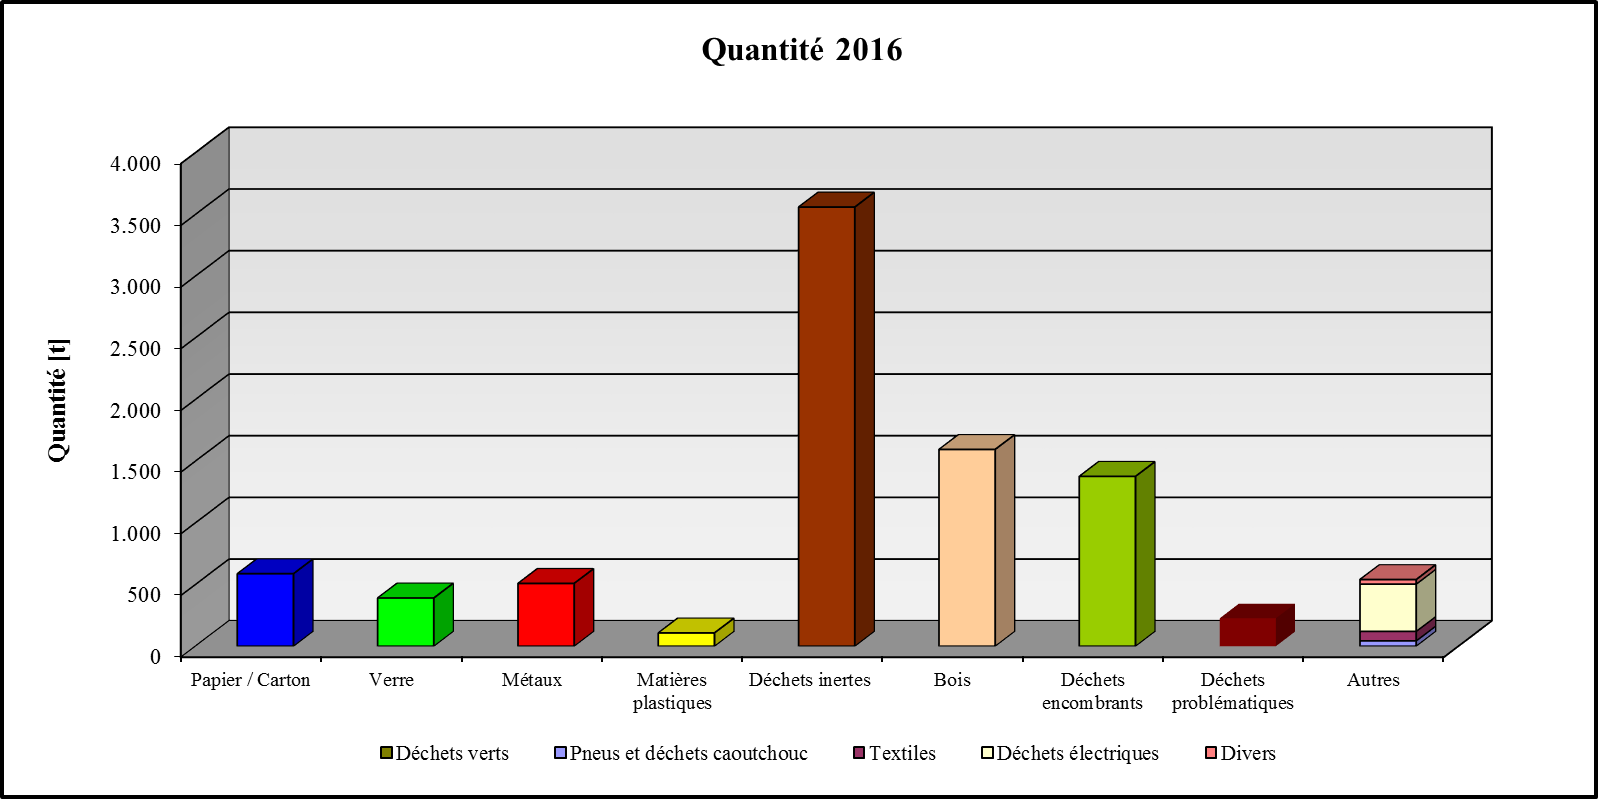 Quantité 2016
Quantité [t]
4.000
3.500
3.000
2.500
2.000
1.500
1.000
500
0
Papier / Carton
Verre
Métaux
Matières
plastiques
Déchets inertes
Bois
Déchets
encombrants
Déchets
problématiques
Autres
Déchets verts
Pneus et déchets caoutchouc
Textiles
Déchets électriques
Divers